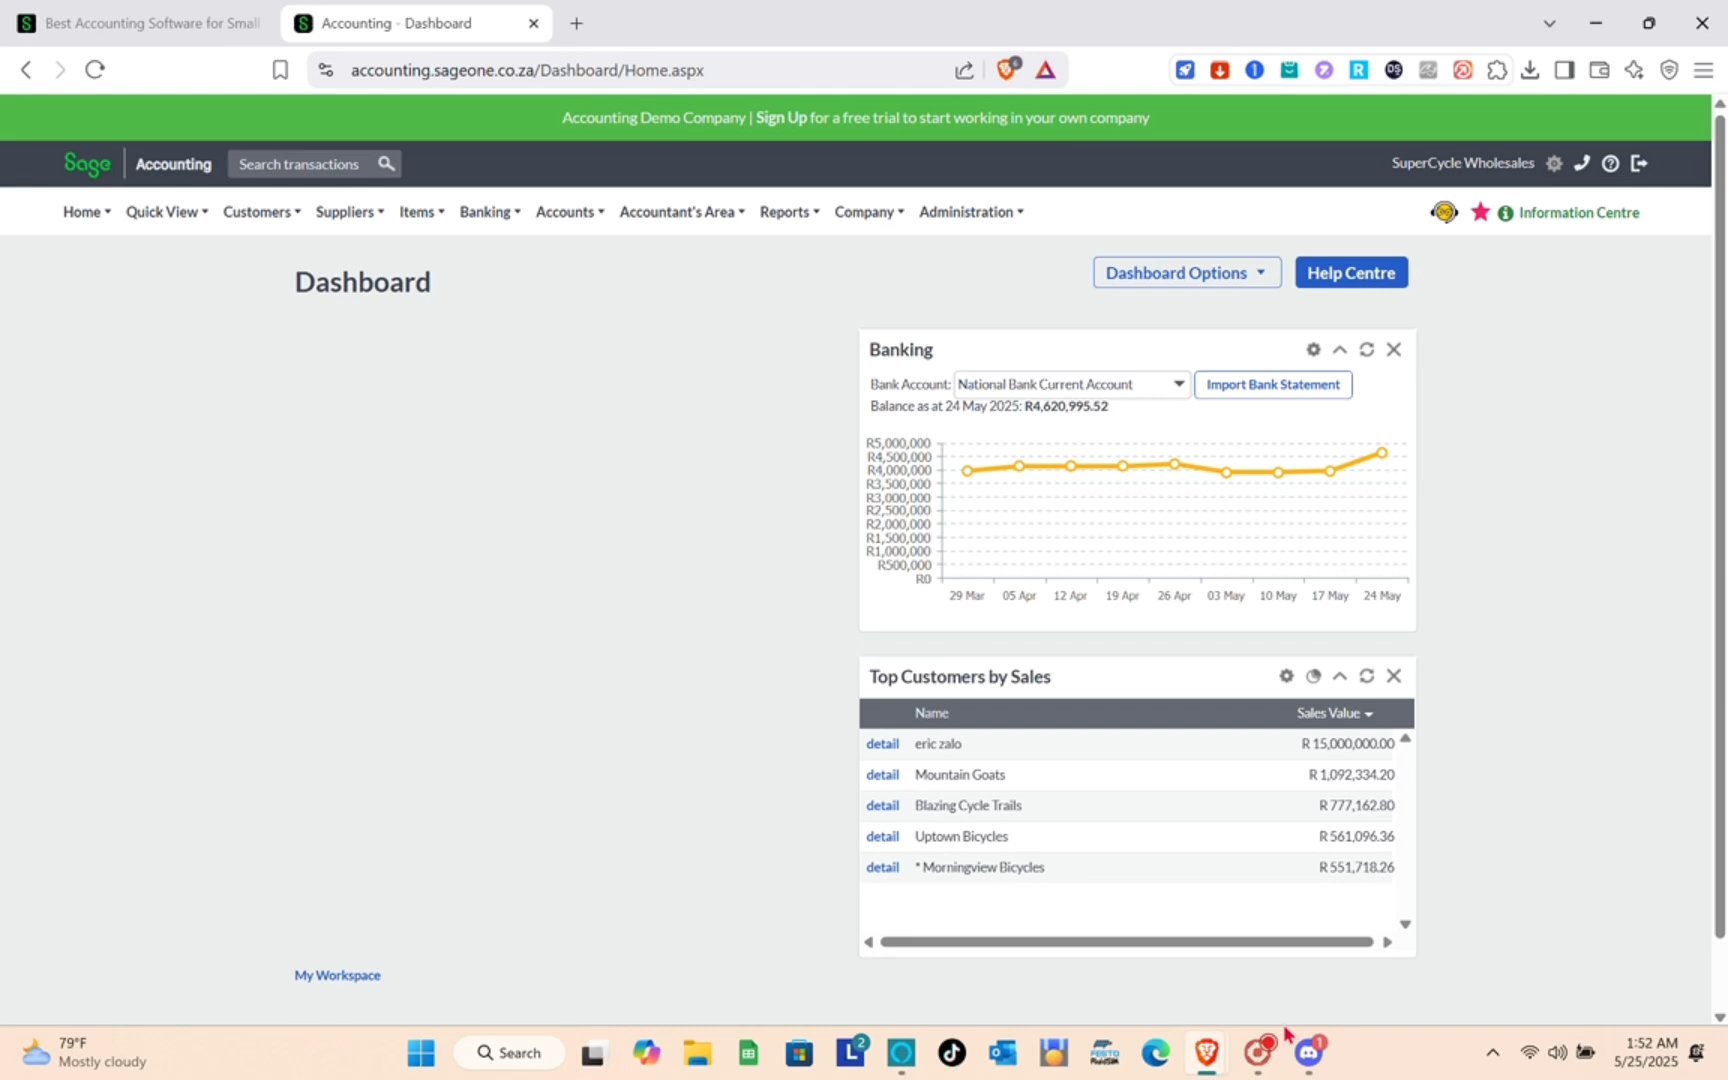 Best Accounting Software for Small
Accounting - Dashboard
accounting.sageone.co.za/Dashboard/Home.aspx
Accounting Demo Company | Sign Up for a free trial to start working in your own company
Sage Accounting Search transactions SuperCycle Wholesales
Home Quick View Customers Suppliers Items Banking Accounts Accountant's Area Reports Company Administration Information Centre
Dashboard
Dashboard Options Help Centre
Banking
Bank Account: National Bank Current Account Import Bank Statement
Balance as at 24 May 2025: R4,620,995.52
R5,000,000
R4,500,000
R4,000,000
R3,500,000
R3,000,000
R2,500,000
R2,000,000
R1,500,000
R1,000,000
R500,000
R0
29 Mar 05 Apr 12 Apr 19 Apr 26 Apr 03 May 10 May 17 May 24 May
Top Customers by Sales
Name Sales Value
detail eric zalo R 15,000,000.00
detail Mountain Goats R 1,092,334.20
detail Blazing Cycle Trails R 777,162.80
detail Uptown Bicycles R 561,096.36
detail * Morningview Bicycles R 551,718.26
My Workspace
79°F
Mostly cloudy
Search
1:52 AM
5/25/2025